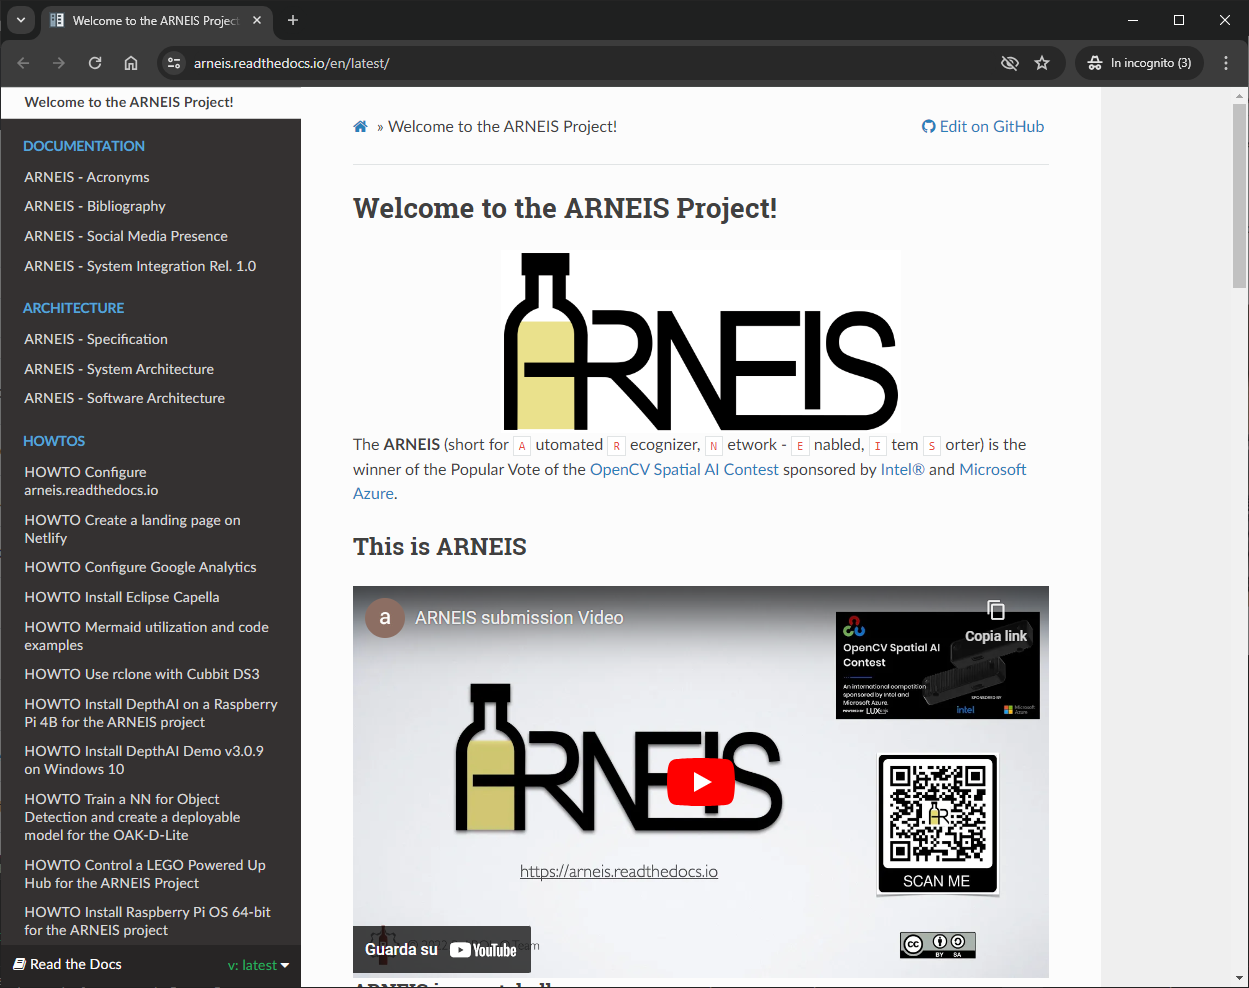 Welcome to the ARNEIS Project
arneis.readthedocs.io/en/latest/
In incognito (3)
Welcome to the ARNEIS Project!
DOCUMENTATION
ARNEIS - Acronyms
ARNEIS - Bibliography
ARNEIS - Social Media Presence
ARNEIS - System Integration Rel. 1.0
ARCHITECTURE
ARNEIS - Specification
ARNEIS - System Architecture
ARNEIS - Software Architecture
HOWTOS
HOWTO Configure
arneis.readthedocs.io
HOWTO Create a landing page on
Netlify
HOWTO Configure Google Analytics
HOWTO Install Eclipse Capella
HOWTO Mermaid utilization and code
examples
HOWTO Use rclone with Cubbit DS3
HOWTO Install DepthAI on a Raspberry
Pi 4B for the ARNEIS project
HOWTO Install DepthAI Demo v3.0.9
on Windows 10
HOWTO Train a NN for Object
Detection and create a deployable
model for the OAK-D-Lite
HOWTO Control a LEGO Powered Up
Hub for the ARNEIS Project
HOWTO Install Raspberry Pi OS 64-bit
for the ARNEIS project
Read the Docs
v: latest
» Welcome to the ARNEIS Project!
Edit on GitHub
Welcome to the ARNEIS Project!
ARNEIS
The ARNEIS (short for A utomated R ecognizer, N etwork - E nabled, I tem S orter) is the
winner of the Popular Vote of the OpenCV Spatial AI Contest sponsored by Intel® and Microsoft
Azure.
This is ARNEIS
a
ARNEIS submission Video
Copia link
OpenCV Spatial AI
Contest
An international competition
sponsored by Intel and
Microsoft Azure.
POWERED BY LUX
SPONSORED BY
intel
Microsoft
Azure
ARNEIS
https://arneis.readthedocs.io
AR
SCAN ME
Guarda su YouTube
Team
cc BY SA